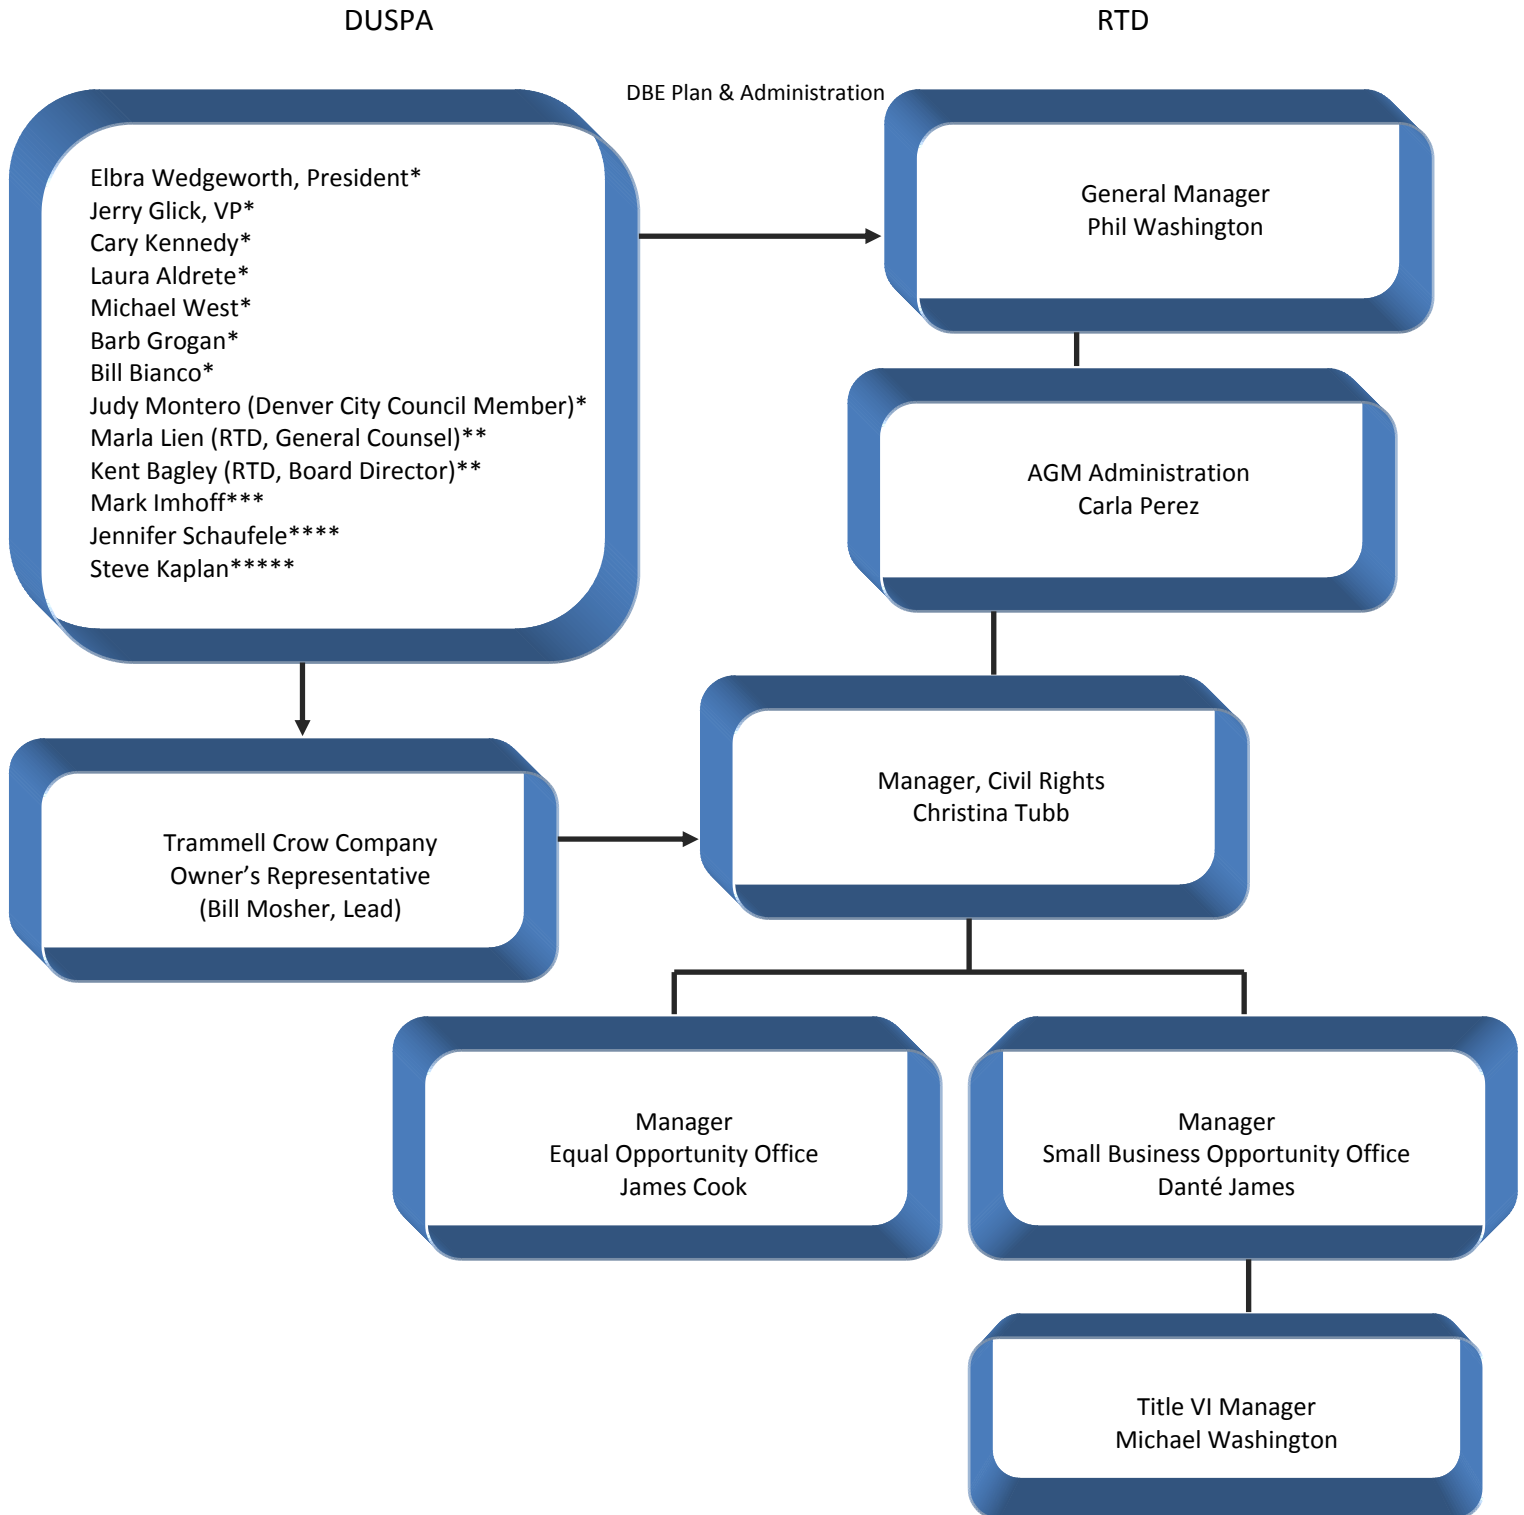 DUSPA
RTD
DBE Plan & Administration
Elbra Wedgeworth, President*
Jerry Glick, VP*
Cary Kennedy*
Laura Aldrete*
Michael West*
Barb Grogan*
Bill Bianco*
Judy Montero (Denver City Council Member)*
Marla Lien (RTD, General Counsel)**
Kent Bagley (RTD, Board Director)**
Mark Imhoff***
Jennifer Schaufele****
Steve Kaplan*****
General Manager
Phil Washington
AGM Administration
Carla Perez
Trammell Crow Company
Owner’s Representative
(Bill Mosher, Lead)
Manager, Civil Rights
Christina Tubb
Manager
Equal Opportunity Office
James Cook
Manager
Small Business Opportunity Office
Danté James
Title VI Manager
Michael Washington